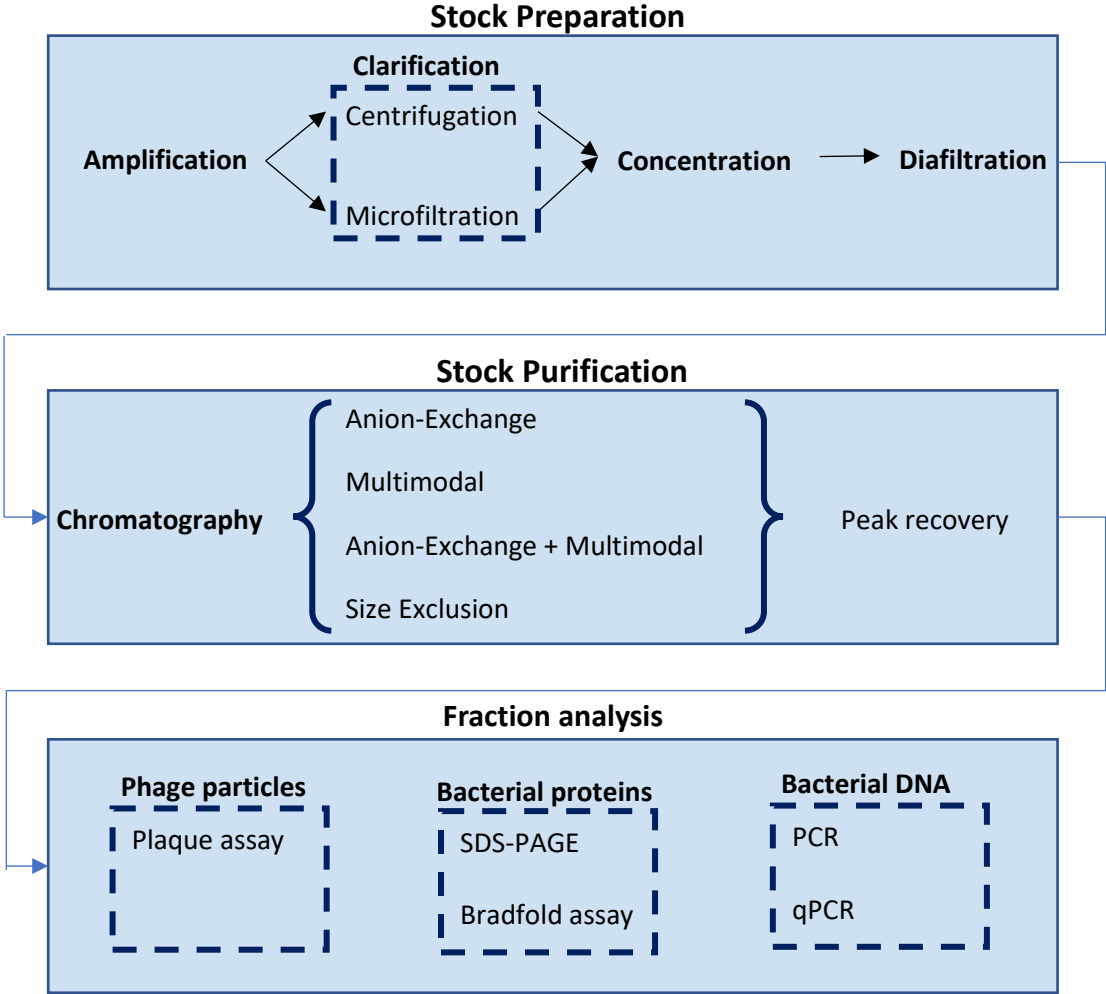 Stock Preparation
Clarification
Centrifugation
Amplification
Concentration
Diafiltration
Microfiltration
Stock Purification
Anion-Exchange
Multimodal
Chromatography
Peak recovery
Anion-Exchange + Multimodal
Size Exclusion
Fraction analysis
Phage particles
Plaque assay
Bacterial proteins
SDS-PAGE
Bradfold assay
Bacterial DNA
PCR
qPCR